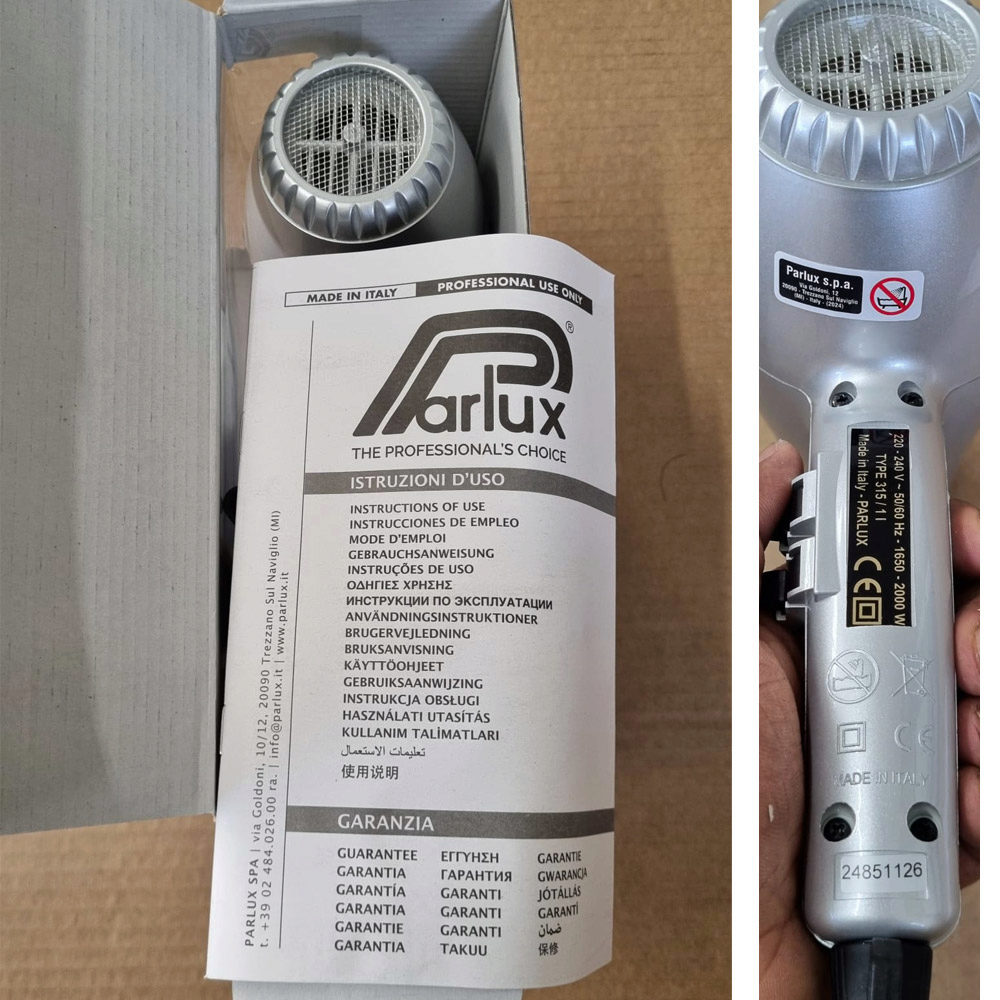 MADE IN ITALY
PROFESSIONAL USE ONLY
Parlux®
THE PROFESSIONAL'S CHOICE
ISTRUZIONI D'USO
INSTRUCTIONS OF USE
INSTRUCCIONES DE EMPLEO
MODE D'EMPLOI
GEBRAUCHSANWEISUNG
INSTRUÇÕES DE USO
ΟΔΗΓΙΕΣ ΧΡΗΣΗΣ
ИНСТРУКЦИИ ПО ЭКСПЛУАТАЦИИ
ANVÄNDNINGSINSTRUKTIONER
BRUGERVEJLEDNING
BRUKSANVISNING
KÄYTTÖOHJEET
GEBRUIKSAANWIJZING
INSTRUKCJA OBSŁUGI
HASZNÁLATI UTASÍTÁS
KULLANIM TALİMATLARI
تعليمات الاستعمال
使用说明
GARANZIA
GUARANTEE ΕΓΓΥΗΣΗ GARANTIE
GARANTIA ГАРАНТИЯ GWARANCJA
GARANTÍA GARANTI JÓTÁLLÁS
GARANTIA GARANTI GARANTİ
GARANTIE GARANTI ضمان
GARANTIA TAKUU 保修
PARLUX SPA | via Goldoni, 10/12, 20090 Trezzano Sul Naviglio (MI)
t. +39 02 484.026.00 ra. | info@parlux.it | www.parlux.it
Parlux s.p.a.
Via Goldoni, 12
20090 - Trezzano Sul Naviglio
(MI) - Italy - (2024)
220 - 240 V ~ 50/60 Hz - 1650 - 2000 W
TYPE 315 / 1 I
Made in Italy - PARLUX CE
CE
MADE IN ITALY
24851126